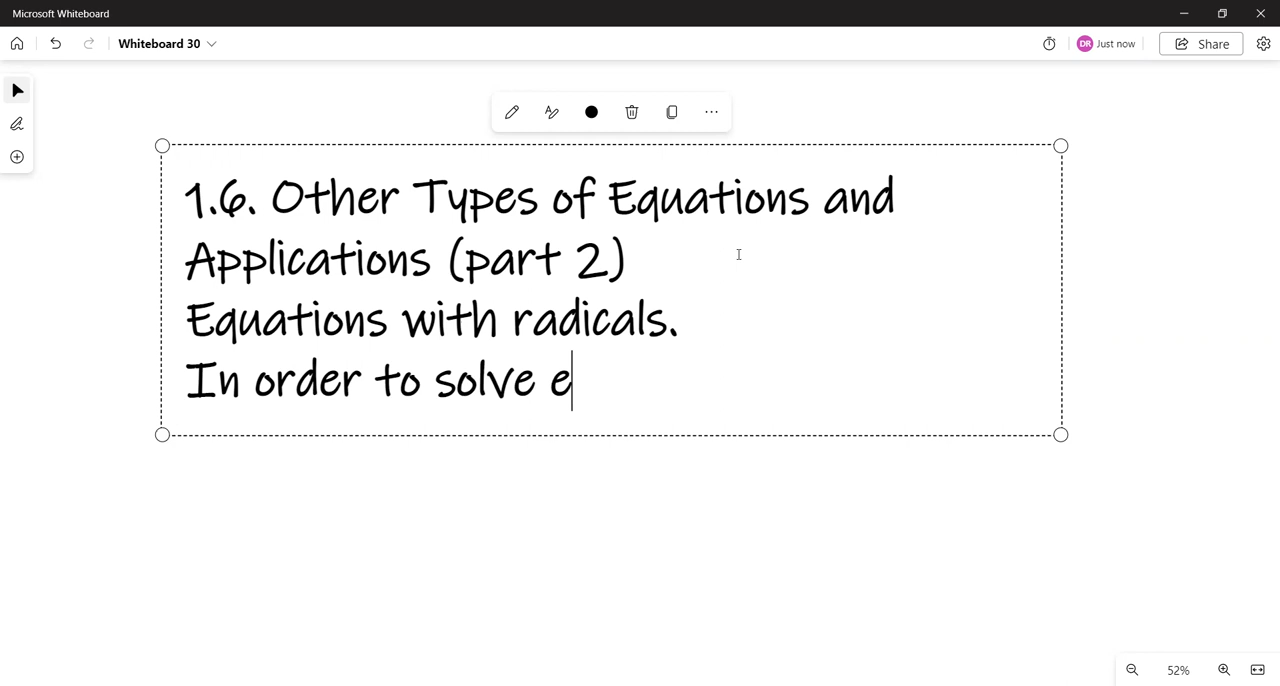 Microsoft Whiteboard
Whiteboard 30
DR Just now
Share
1.6. Other Types of Equations and
Applications (part 2)
Equations with radicals.
In order to solve e
52%